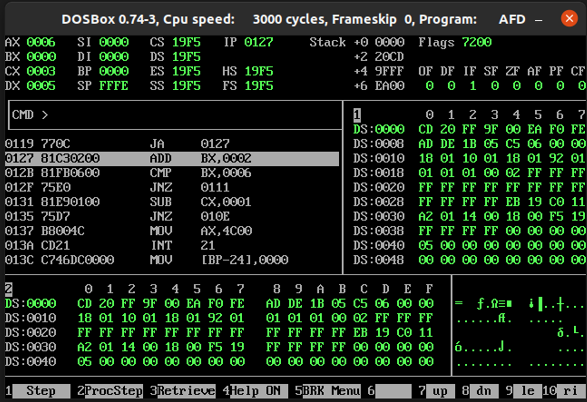 DOSBox 0.74-3, Cpu speed: 3000 cycles, Frameskip 0, Program: AFD
AX 0006 SI 0000 CS 19F5 IP 0127 Stack +0 0000 Flags 7200
BX 0000 DI 0000 DS 19F5 +2 20CD
CX 0003 BP 0000 ES 19F5 HS 19F5 +4 9FFF OF DF IF SF ZF AF PF CF
DX 0005 SP FFFE SS 19F5 FS 19F5 +6 EA00 0 0 1 0 0 0 0 0
CMD >
0119 770C JA 0127
0127 81C30200 ADD BX,0002
012B 81FB0600 CMP BX,0006
012F 75E0 JNZ 0111
0131 81E90100 SUB CX,0001
0135 75D7 JNZ 010E
0137 B8004C MOV AX,4C00
013A CD21 INT 21
013C C746DC0000 MOV [BP-24],0000
1 0 1 2 3 4 5 6 7
DS:0000 CD 20 FF 9F 00 EA F0 FE
DS:0008 AD DE 1B 05 C5 06 00 00
DS:0010 18 01 10 01 18 01 92 01
DS:0018 01 01 01 00 02 FF FF FF
DS:0020 FF FF FF FF FF FF FF FF
DS:0028 FF FF FF FF EB 19 C0 11
DS:0030 A2 01 14 00 18 00 F5 19
DS:0038 FF FF FF FF 00 00 00 00
DS:0040 05 00 00 00 00 00 00 00
DS:0048 00 00 00 00 00 00 00 00
2 0 1 2 3 4 5 6 7 8 9 A B C D E F
DS:0000 CD 20 FF 9F 00 EA F0 FE AD DE 1B 05 C5 06 00 00
DS:0010 18 01 10 01 18 01 92 01 01 01 01 00 02 FF FF FF
DS:0020 FF FF FF FF FF FF FF FF FF FF FF FF EB 19 C0 11
DS:0030 A2 01 14 00 18 00 F5 19 FF FF FF FF 00 00 00 00
DS:0040 05 00 00 00 00 00 00 00 00 00 00 00 00 00 00 00
1 Step 2 ProcStep 3 Retrieve 4 Help ON 5 BRK Menu 6 7 up 8 dn 9 le 10 ri